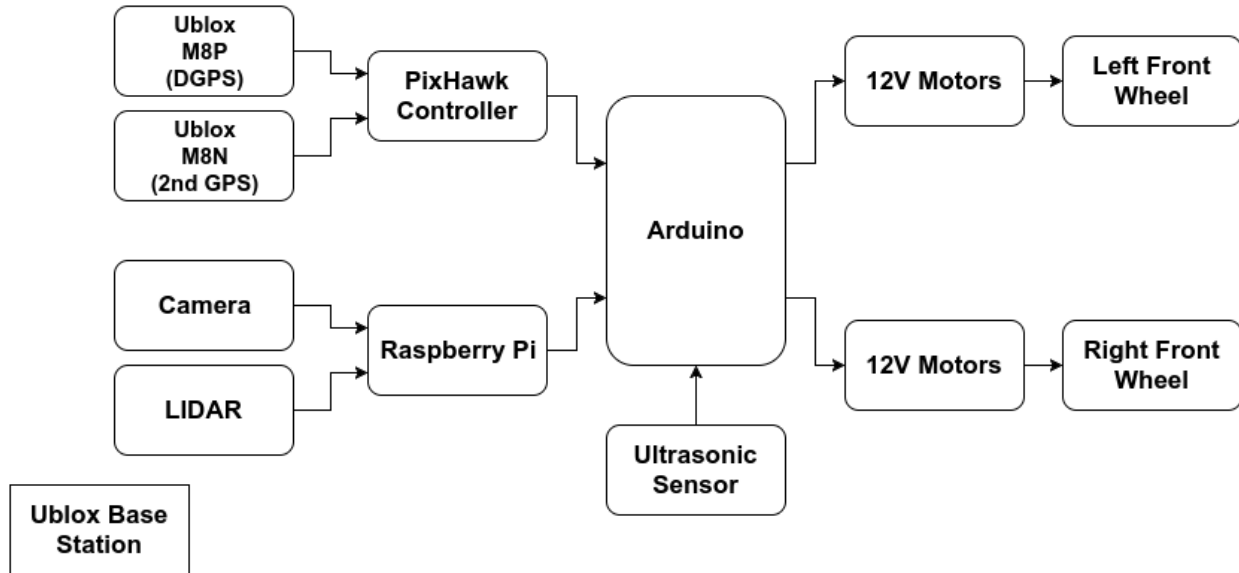 Ublox
M8P
(DGPS)
Ublox
M8N
(2nd GPS)
PixHawk
Controller
Camera
LIDAR
Raspberry Pi
Ublox Base
Station
Arduino
Ultrasonic
Sensor
12V Motors
Left Front
Wheel
12V Motors
Right Front
Wheel